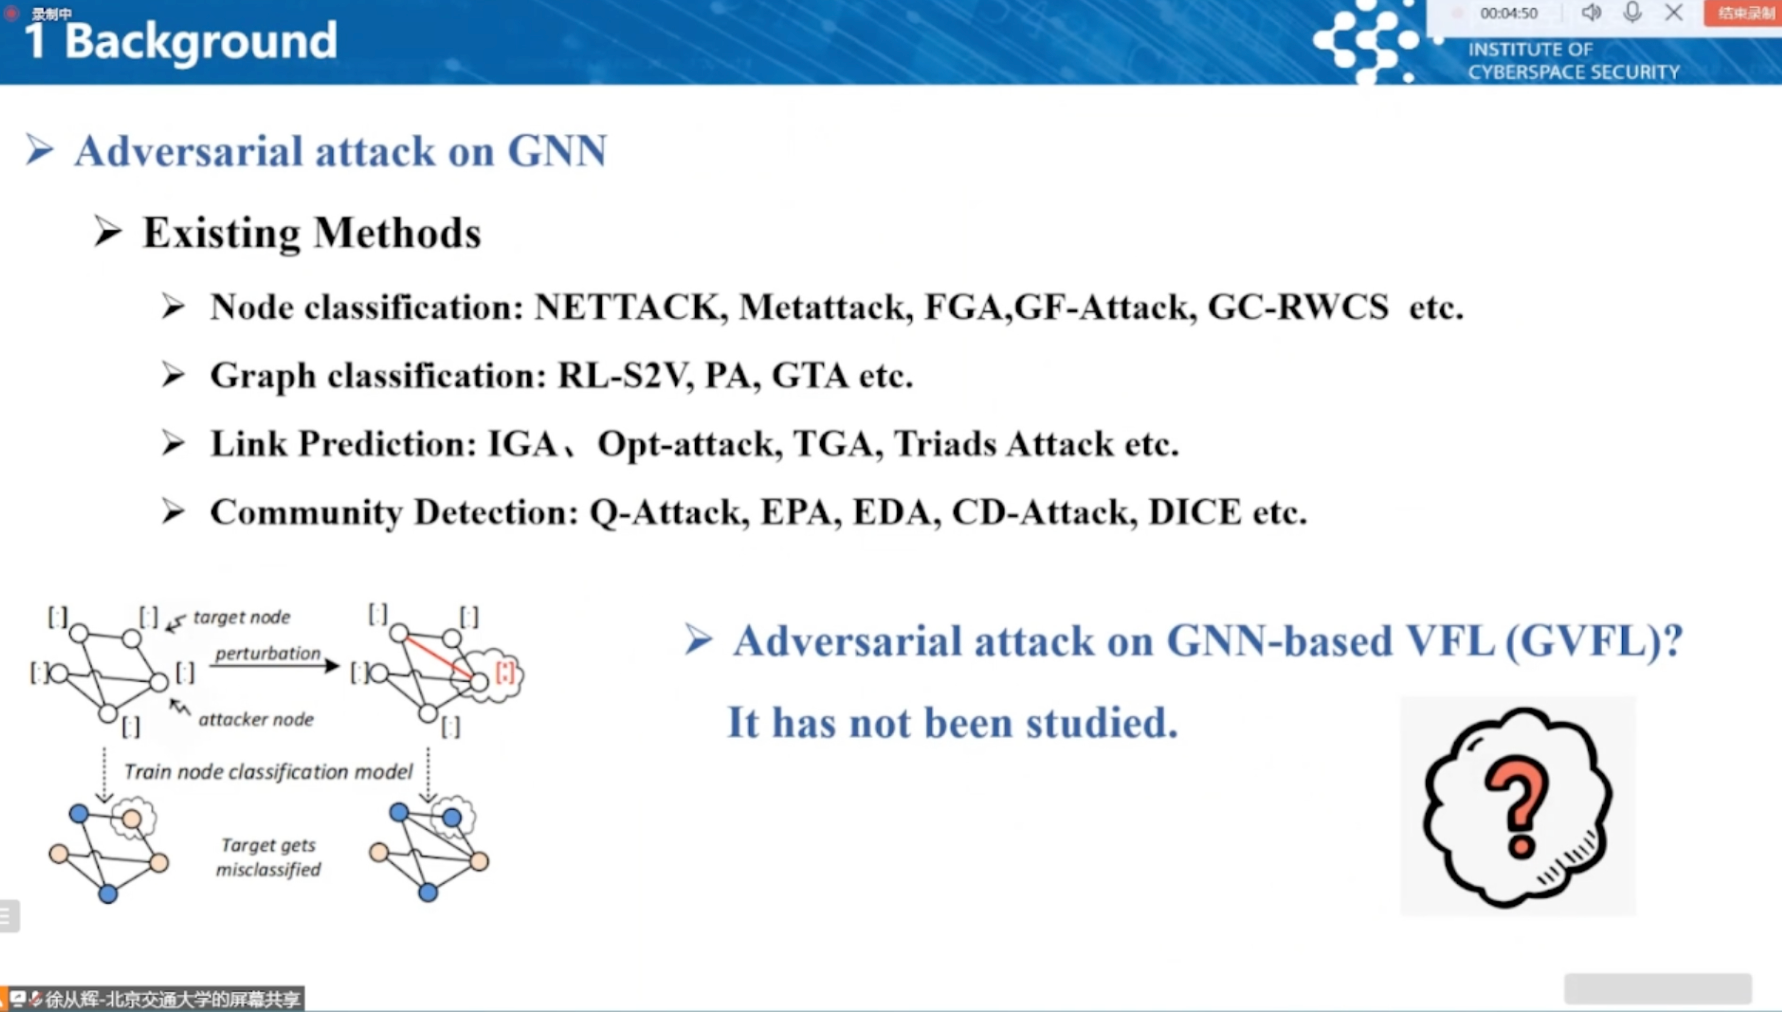 录制中
00:04:50
结束录制
1 Background
INSTITUTE OF
CYBERSPACE SECURITY
➢ Adversarial attack on GNN
➢ Existing Methods
➢ Node classification: NETTACK, Metattack, FGA,GF-Attack, GC-RWCS etc.
➢ Graph classification: RL-S2V, PA, GTA etc.
➢ Link Prediction: IGA、 Opt-attack, TGA, Triads Attack etc.
➢ Community Detection: Q-Attack, EPA, EDA, CD-Attack, DICE etc.
[:] [:] target node [:] [:]
perturbation
[:] [:] [:] [:]
attacker node
[:] [:]
Train node classification model
Target gets
misclassified
➢ Adversarial attack on GNN-based VFL (GVFL)?
It has not been studied.
?
徐从辉-北京交通大学的屏幕共享